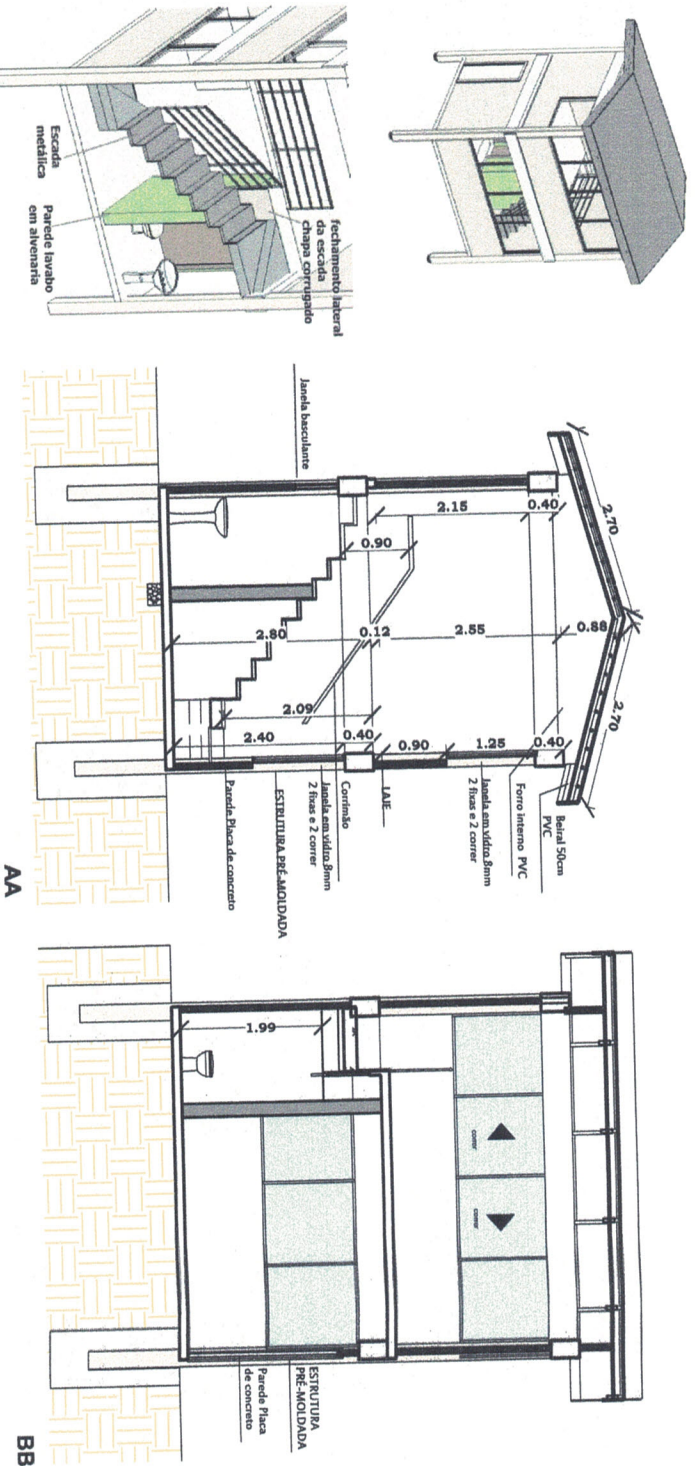 fechamento lateral
da escada
chapa corrugado
Escada
metálica
Parede lavabo
em alvenaria
Janela basculante
2.70
2.70
0.40
2.15
0.90
0.88
2.55
0.12
2.80
2.09
0.40
1.25
0.90
0.40
2.40
Beiral 50cm
PVC
Forro interno PVC
Janela em vidro 8mm
2 fixas e 2 correr
LAJE
Corrimão
Janela em vidro 8mm
2 fixas e 2 correr
ESTRUTURA PRÉ-MOLDADA
Parede Placa de concreto
AA
1.99
correr
correr
ESTRUTURA
PRÉ-MOLDADA
Parede Placa
de concreto
BB